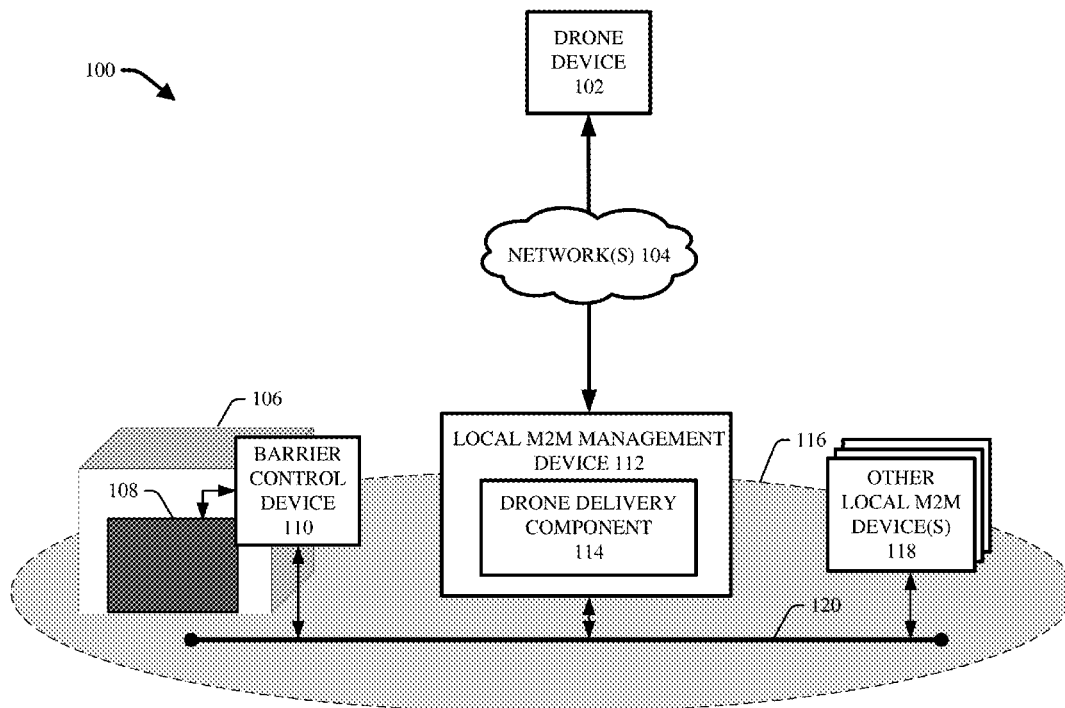 DRONE
DEVICE
102
100
NETWORK(S) 104
106
BARRIER
CONTROL
DEVICE
110
108
LOCAL M2M MANAGEMENT
DEVICE 112
DRONE DELIVERY
COMPONENT
114
116
OTHER
LOCAL M2M
DEVICE(S)
118
120